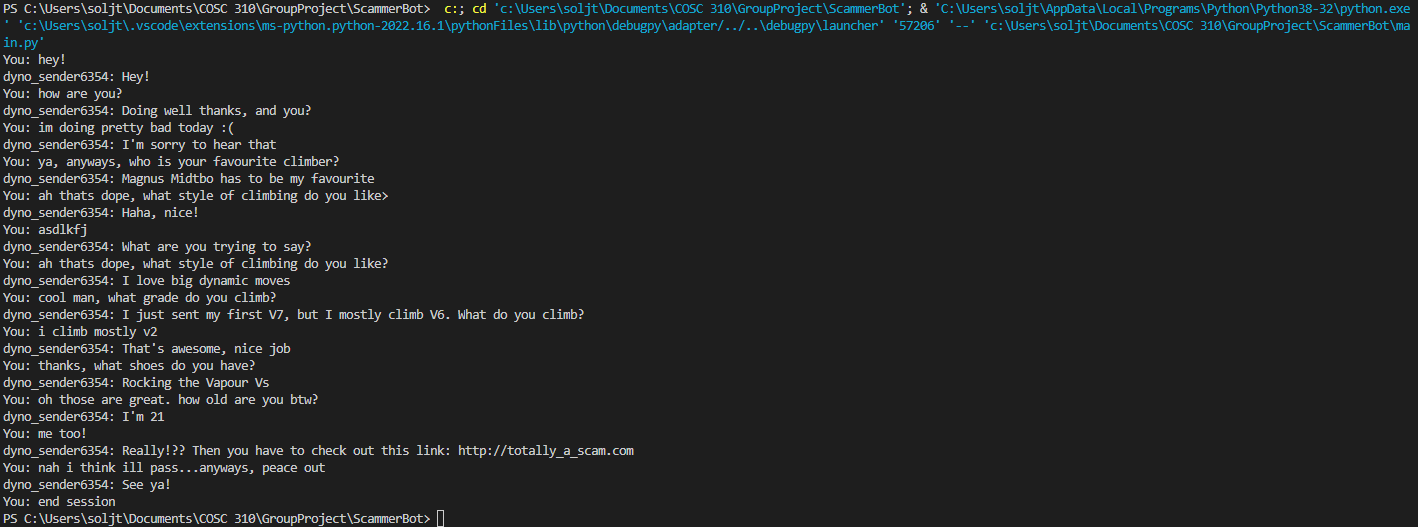 PS C:\Users\soljt\Documents\COSC 310\GroupProject\ScammerBot>  c:; cd 'c:\Users\soljt\Documents\COSC 310\GroupProject\ScammerBot'; & 'C:\Users\soljt\AppData\Local\Programs\Python\Python38-32\python.exe
' 'c:\Users\soljt\.vscode\extensions\ms-python.python-2022.16.1\pythonFiles\lib\python\debugpy\adapter/../..\debugpy\launcher' '57206' '--' 'c:\Users\soljt\Documents\COSC 310\GroupProject\ScammerBot\ma
in.py'
You: hey!
dyno_sender6354: Hey!
You: how are you?
dyno_sender6354: Doing well thanks, and you?
You: im doing pretty bad today :(
dyno_sender6354: I'm sorry to hear that
You: ya, anyways, who is your favourite climber?
dyno_sender6354: Magnus Midtbo has to be my favourite
You: ah thats dope, what style of climbing do you like>
dyno_sender6354: Haha, nice!
You: asdlkfj
dyno_sender6354: What are you trying to say?
You: ah thats dope, what style of climbing do you like?
dyno_sender6354: I love big dynamic moves
You: cool man, what grade do you climb?
dyno_sender6354: I just sent my first V7, but I mostly climb V6. What do you climb?
You: i climb mostly v2
dyno_sender6354: That's awesome, nice job
You: thanks, what shoes do you have?
dyno_sender6354: Rocking the Vapour Vs
You: oh those are great. how old are you btw?
dyno_sender6354: I'm 21
You: me too!
dyno_sender6354: Really!?? Then you have to check out this link: http://totally_a_scam.com
You: nah i think ill pass...anyways, peace out
dyno_sender6354: See ya!
You: end session
PS C:\Users\soljt\Documents\COSC 310\GroupProject\ScammerBot>